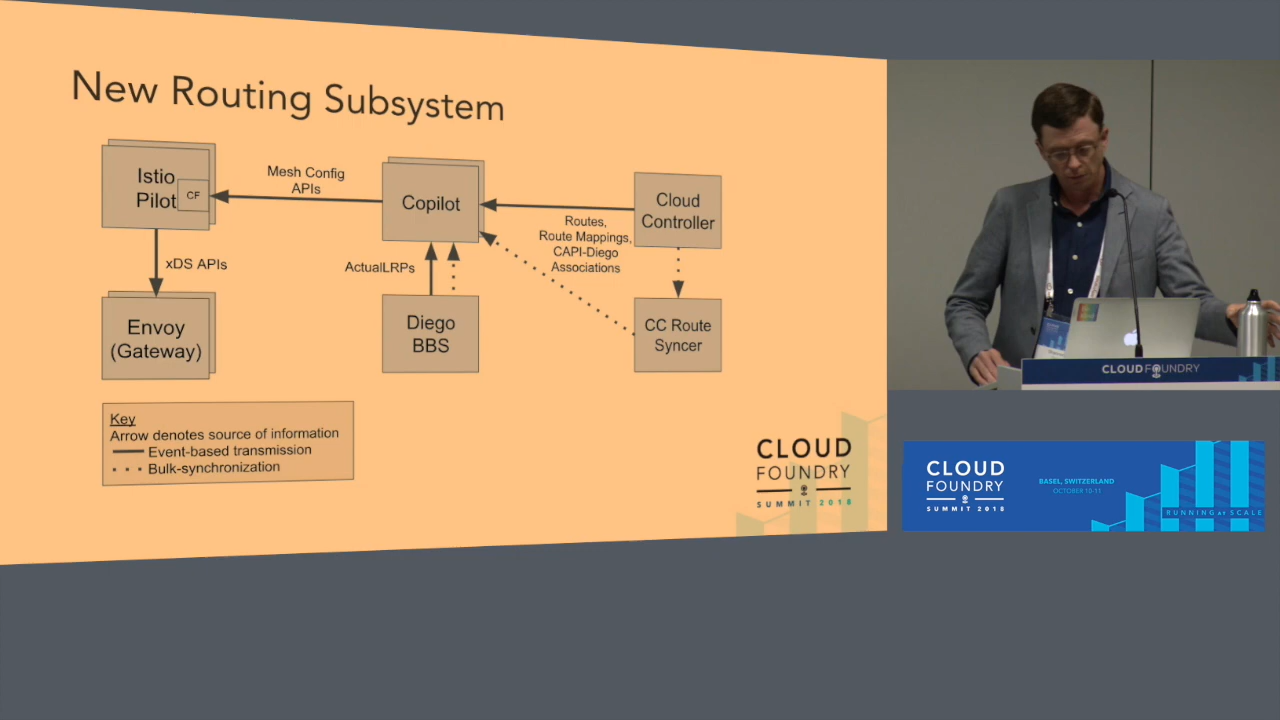 New Routing Subsystem
Istio
Pilot
CF
Mesh Config
APIs
Copilot
Cloud
Controller
Routes,
Route Mappings,
CAPI-Diego
Associations
xDS APIs
ActualLRPs
Envoy
(Gateway)
Diego
BBS
CC Route
Syncer
Key
Arrow denotes source of information
Event-based transmission
Bulk-synchronization
CLOUD
FOUNDRY
SUMMIT 2018
CLOUD FOUNDRY
CLOUD
FOUNDRY
SUMMIT 2018
BASEL, SWITZERLAND
OCTOBER 10-11
RUNNING AT SCALE